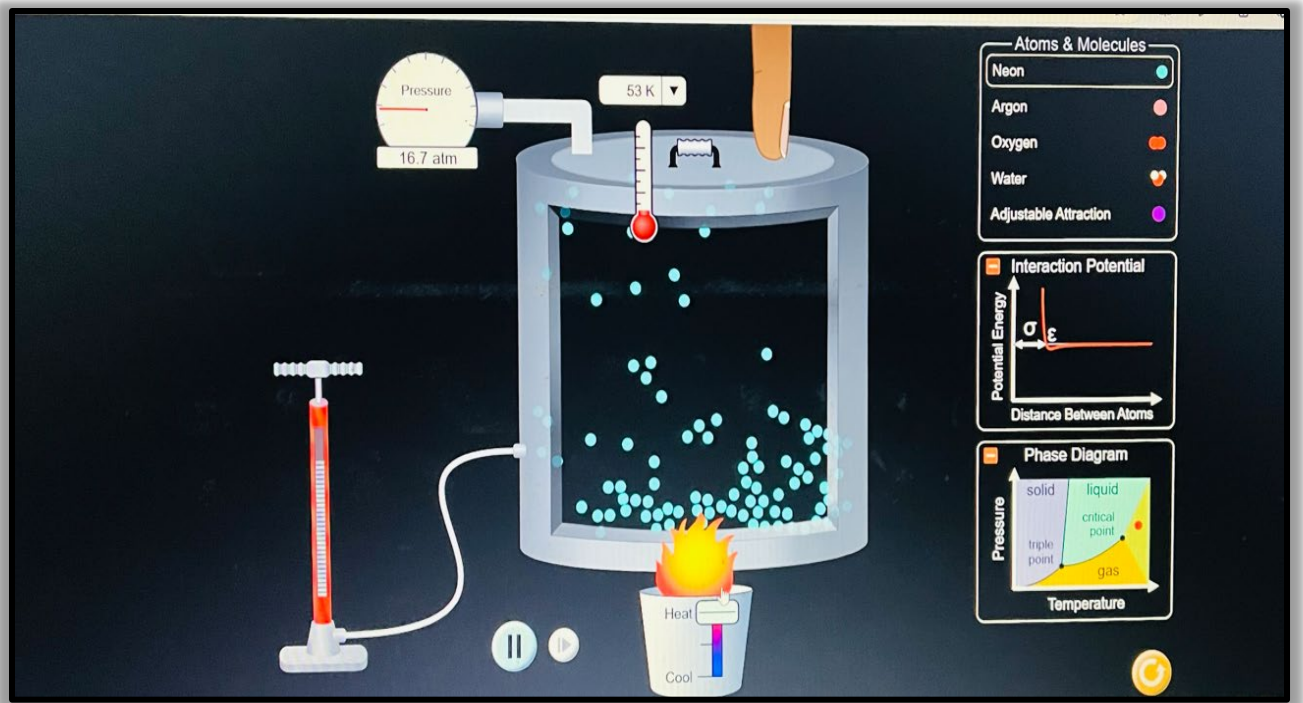 Pressure
16.7 atm
53 K
Atoms & Molecules
Neon
Argon
Oxygen
Water
Adjustable Attraction
Interaction Potential
Potential Energy
σ
ε
Distance Between Atoms
Phase Diagram
Pressure
solid
liquid
critical
point
triple
point
gas
Temperature
Heat
Cool